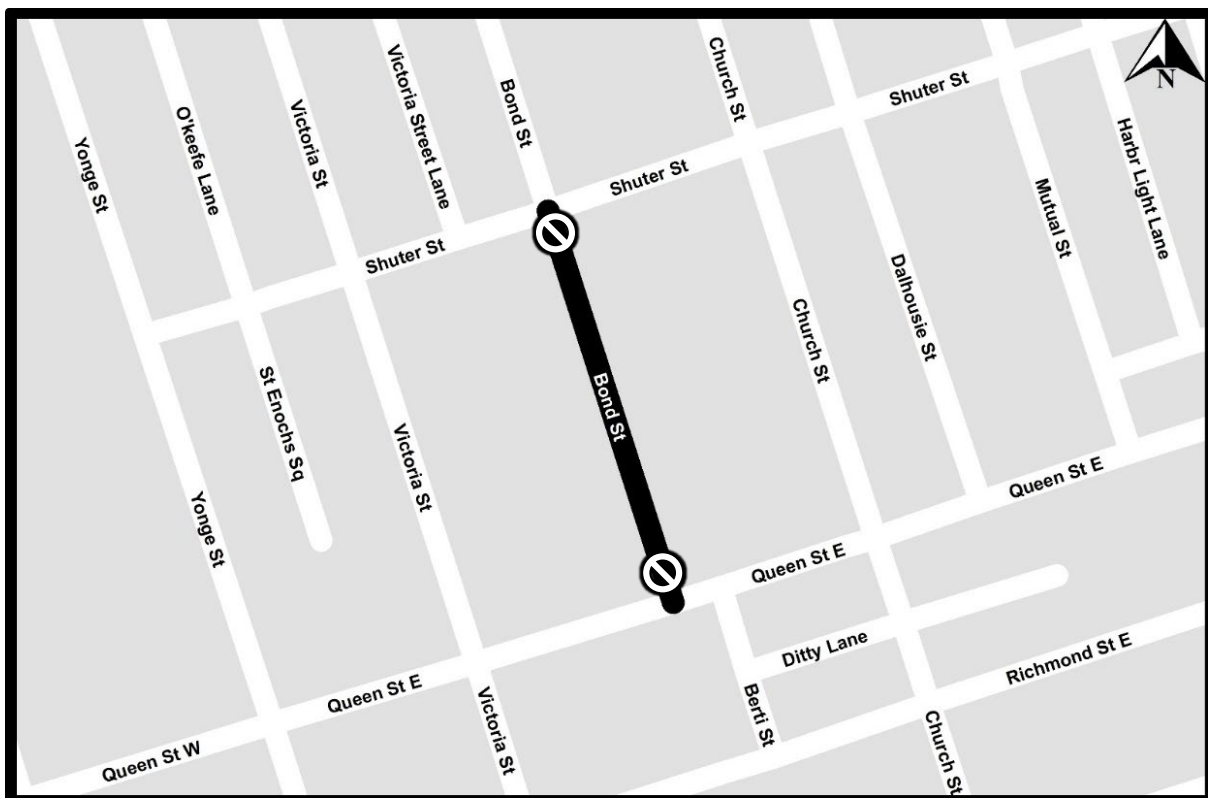 Church St
N
Shuter St
Bond St
Victoria Street Lane
Victoria St
O'keefe Lane
Yonge St
Harbr Light Lane
Shuter St
Mutual St
Shuter St
Dalhousie St
Church St
St Enochs Sq
Bond St
Victoria St
Queen St E
Yonge St
Queen St E
Ditty Lane
Richmond St E
Queen St E
Victoria St
Berti St
Church St
Queen St W